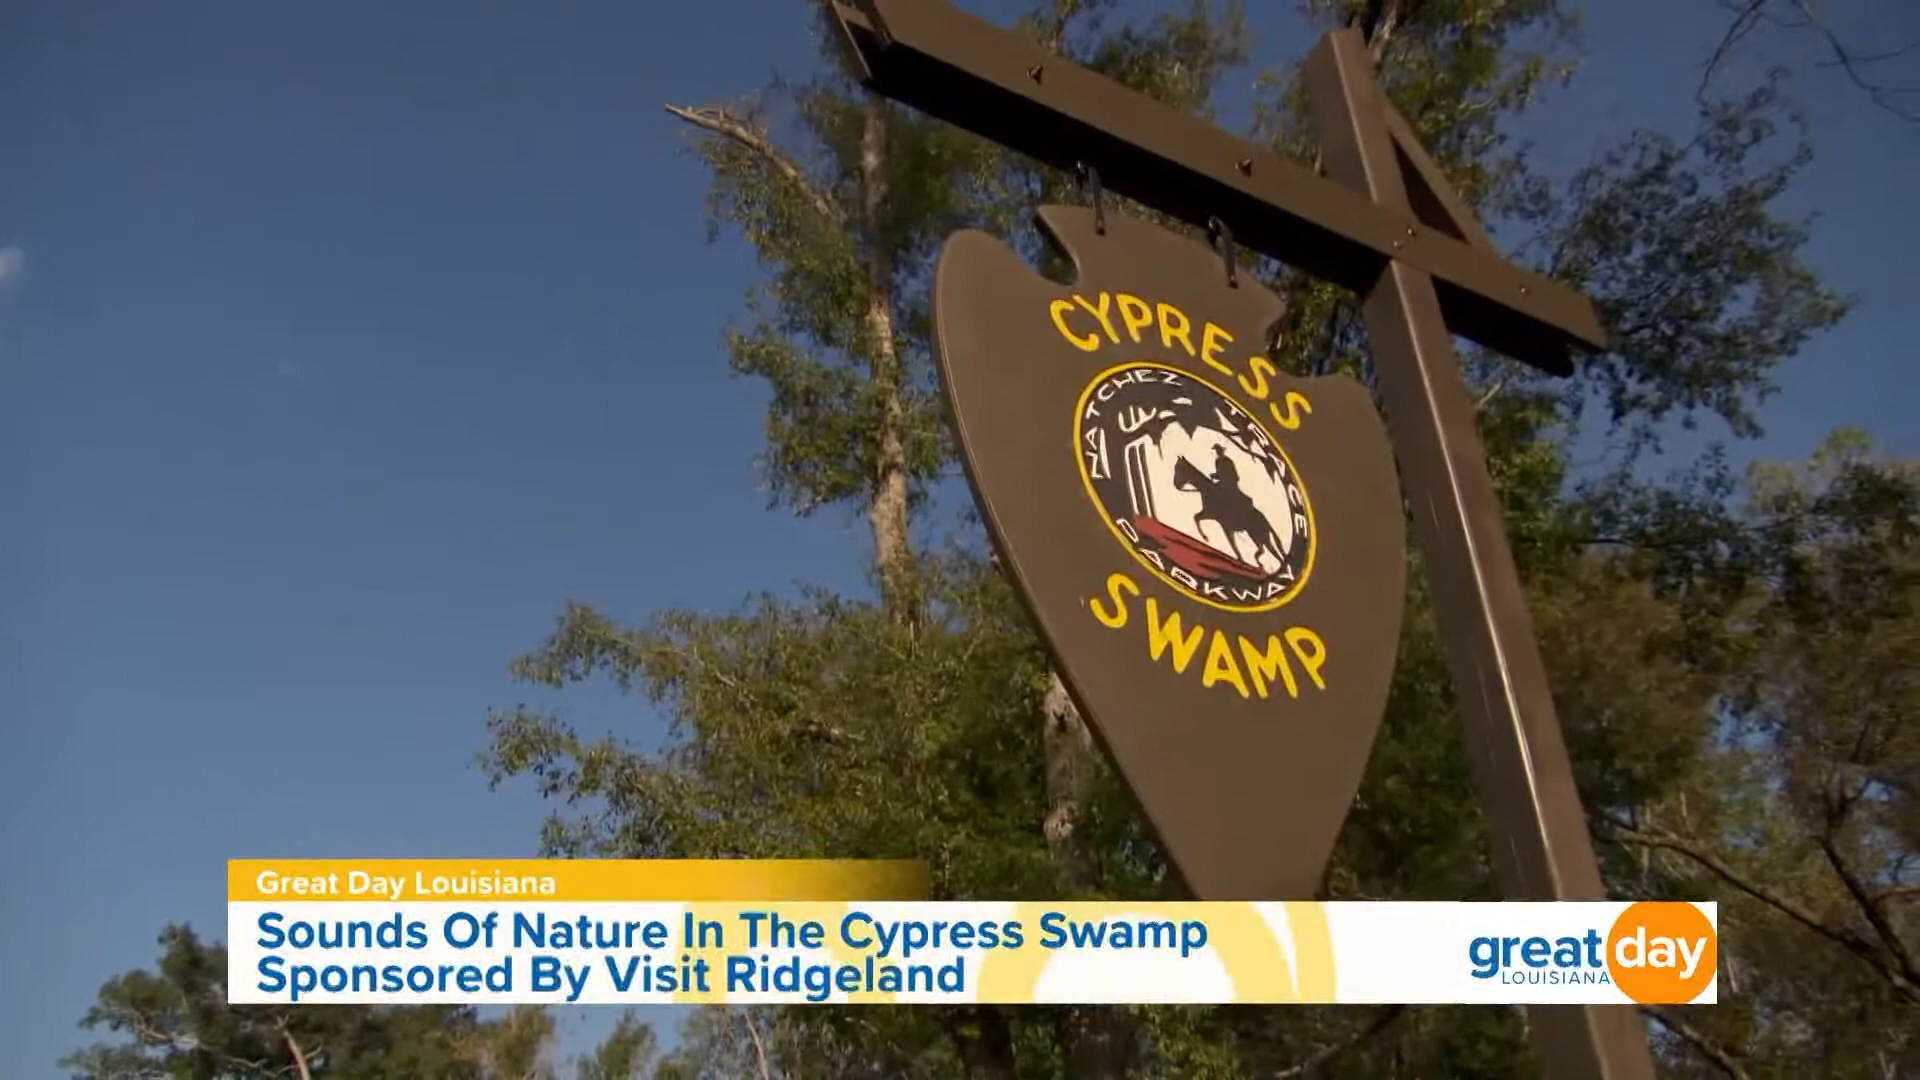 CYPRESS
NATCHEZ TRACE
PARKWAY
SWAMP
Great Day Louisiana
Sounds Of Nature In The Cypress Swamp
Sponsored By Visit Ridgeland
great day
LOUISIANA